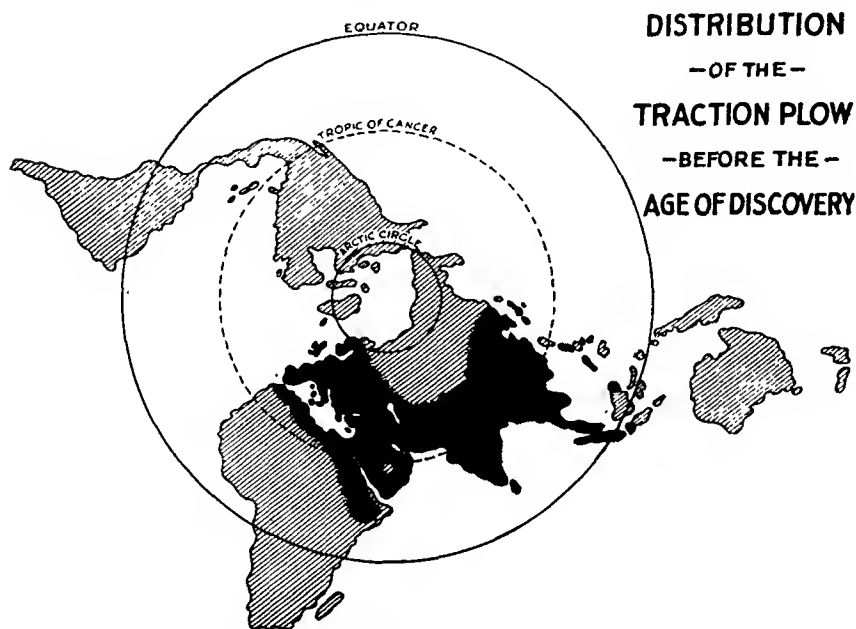 DISTRIBUTION
-OF THE-
TRACTION PLOW
-BEFORE THE-
AGE OF DISCOVERY
EQUATOR
TROPIC OF CANCER
ARCTIC CIRCLE